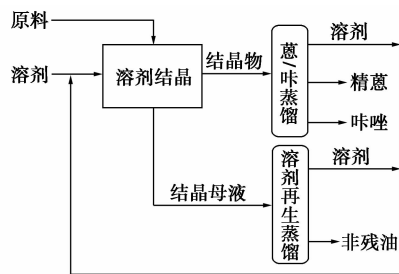 原料
溶剂
溶剂结晶
结晶物
蒽/咔蒸馏
溶剂
精蒽
咔唑
结晶母液
溶剂再生蒸馏
溶剂
非残油